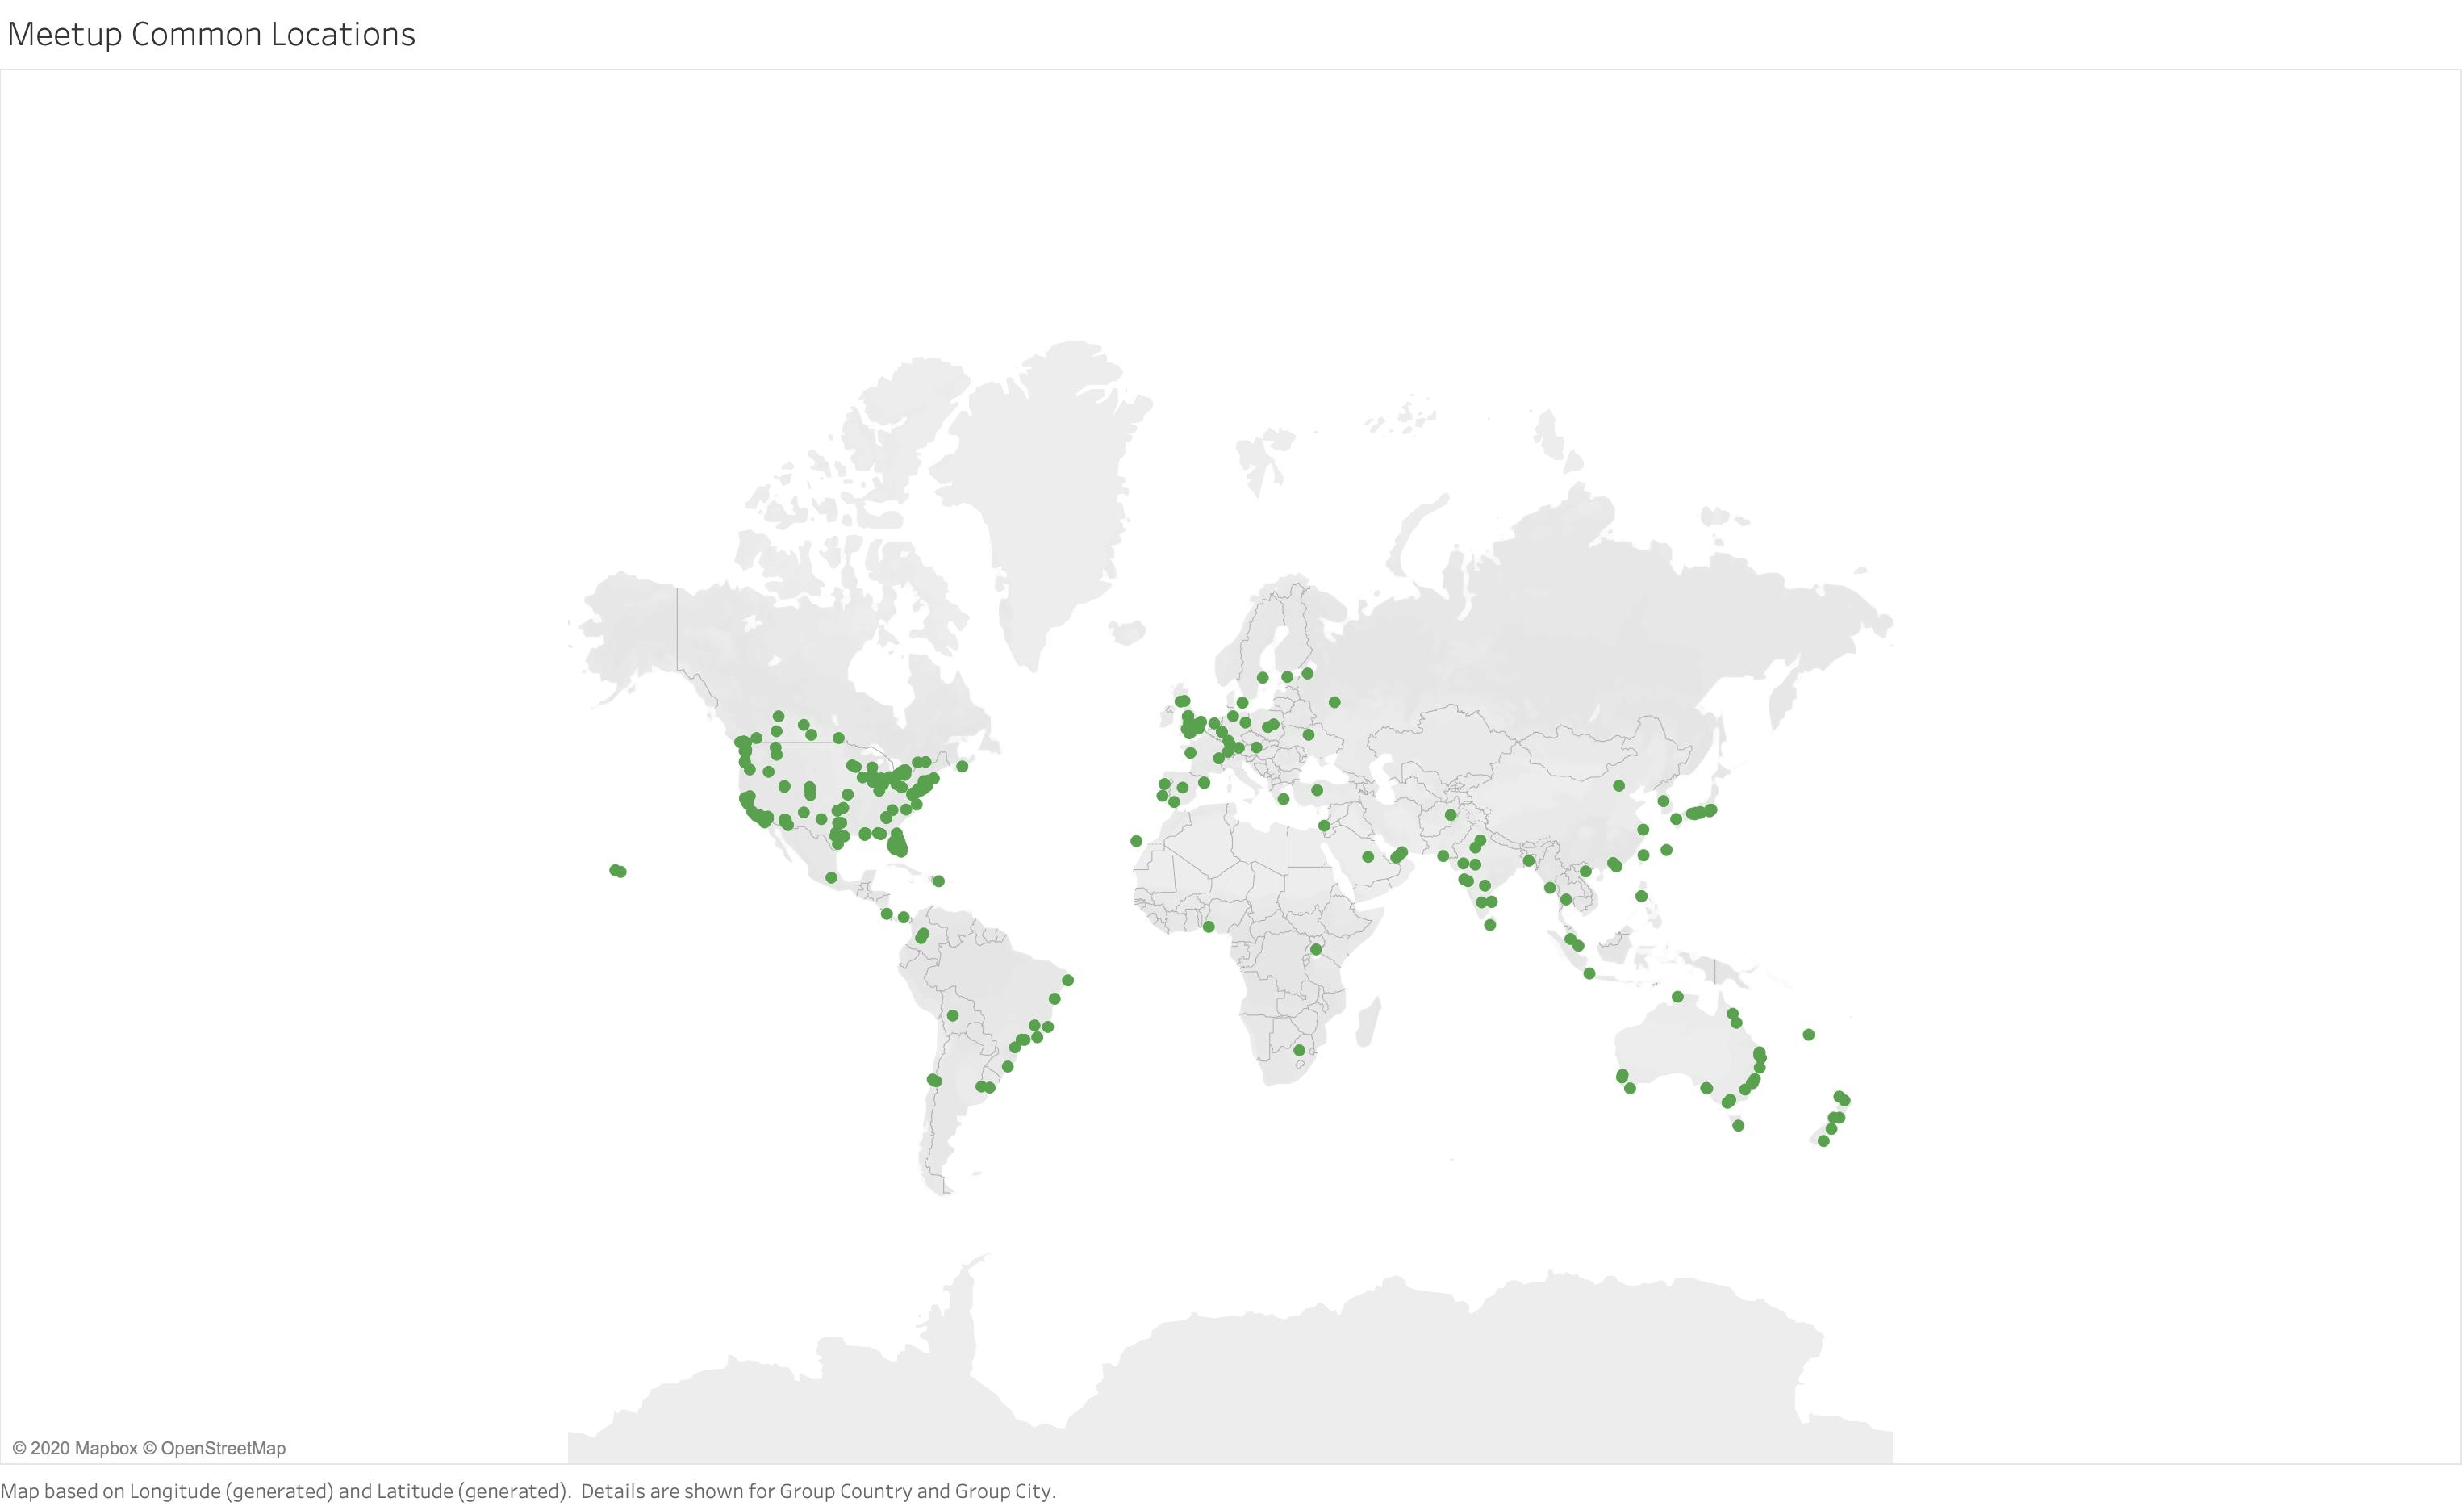 Meetup Common Locations
© 2020 Mapbox © OpenStreetMap
Map based on Longitude (generated) and Latitude (generated). Details are shown for Group Country and Group City.